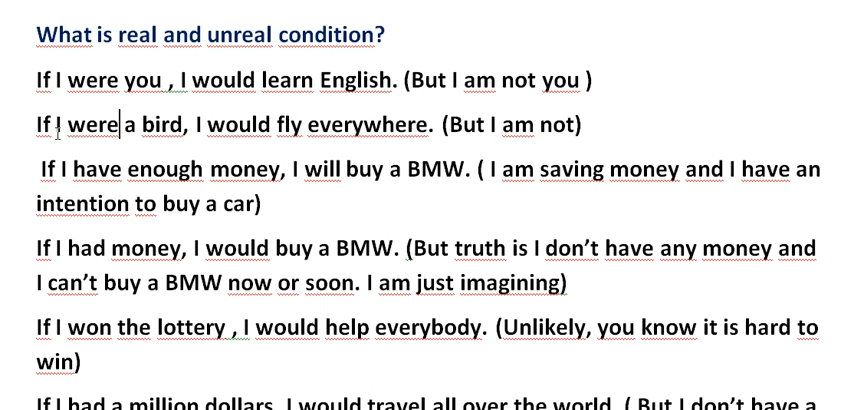 What is real and unreal condition?
If I were you , I would learn English. (But I am not you )
If I were a bird, I would fly everywhere. (But I am not)
If I have enough money, I will buy a BMW. ( I am saving money and I have an
intention to buy a car)
If I had money, I would buy a BMW. (But truth is I don’t have any money and
I can’t buy a BMW now or soon. I am just imagining)
If I won the lottery , I would help everybody. (Unlikely, you know it is hard to
win)
If I had a million dollars, I would travel all over the world. ( But I don’t have a